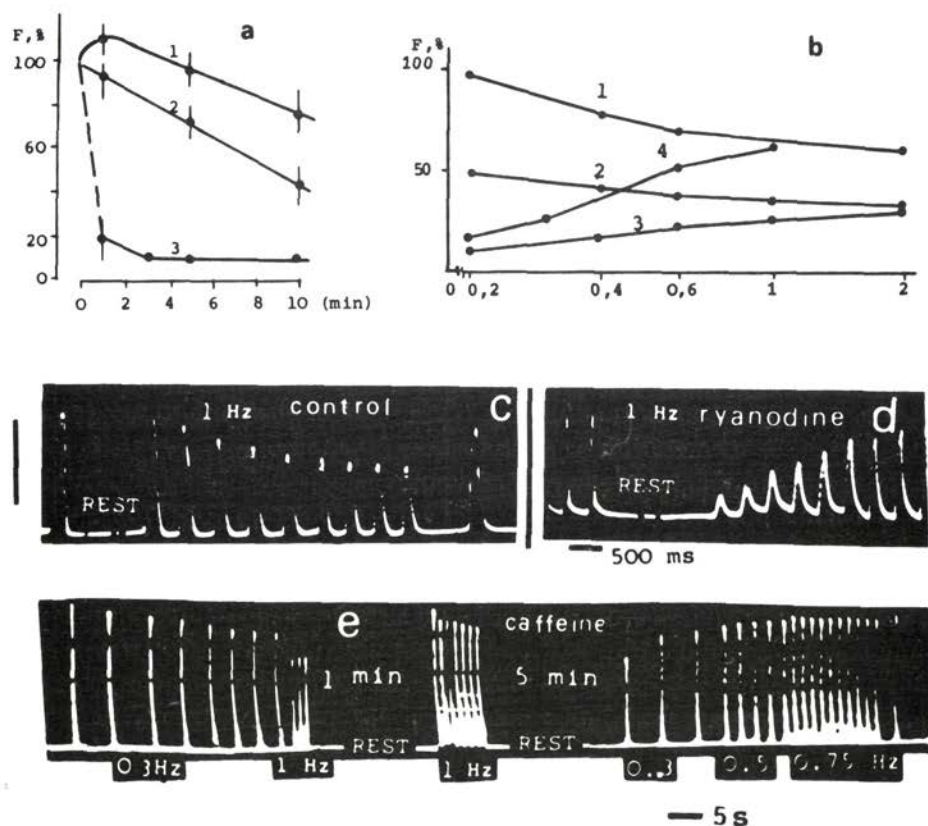 F,% a
100
60
20
0
1
2
3
0 2 4 6 8 10 (min)
F,% b
100
50
1
4
2
3
0 0,2 0,4 0,6 1 2
1 Hz control c
REST
1 Hz ryanodine d
REST
500 ms
e caffeine
1 min 5 min
REST REST
0.3Hz 1 Hz 1 Hz 0.3 0.5 0.75 Hz
5 s